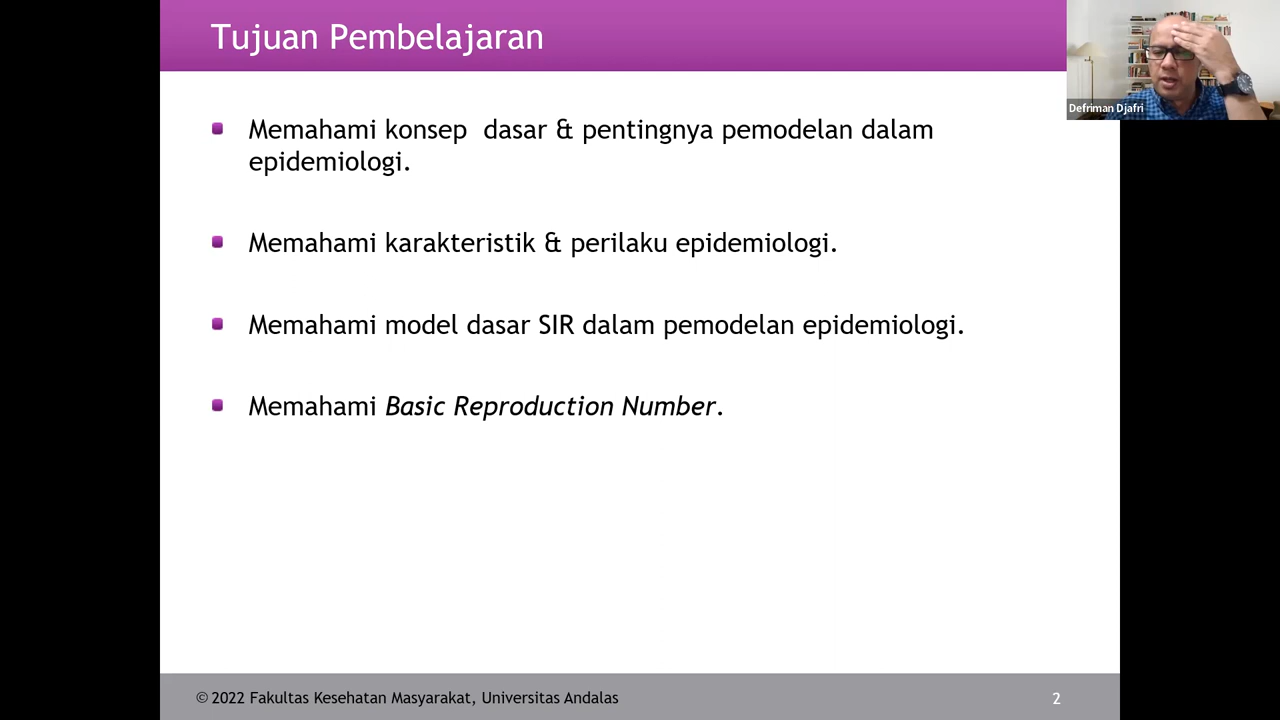 Tujuan Pembelajaran
Defriman Djafri
Memahami konsep dasar & pentingnya pemodelan dalam
epidemiologi.
Memahami karakteristik & perilaku epidemiologi.
Memahami model dasar SIR dalam pemodelan epidemiologi.
Memahami Basic Reproduction Number.
© 2022 Fakultas Kesehatan Masyarakat, Universitas Andalas
2